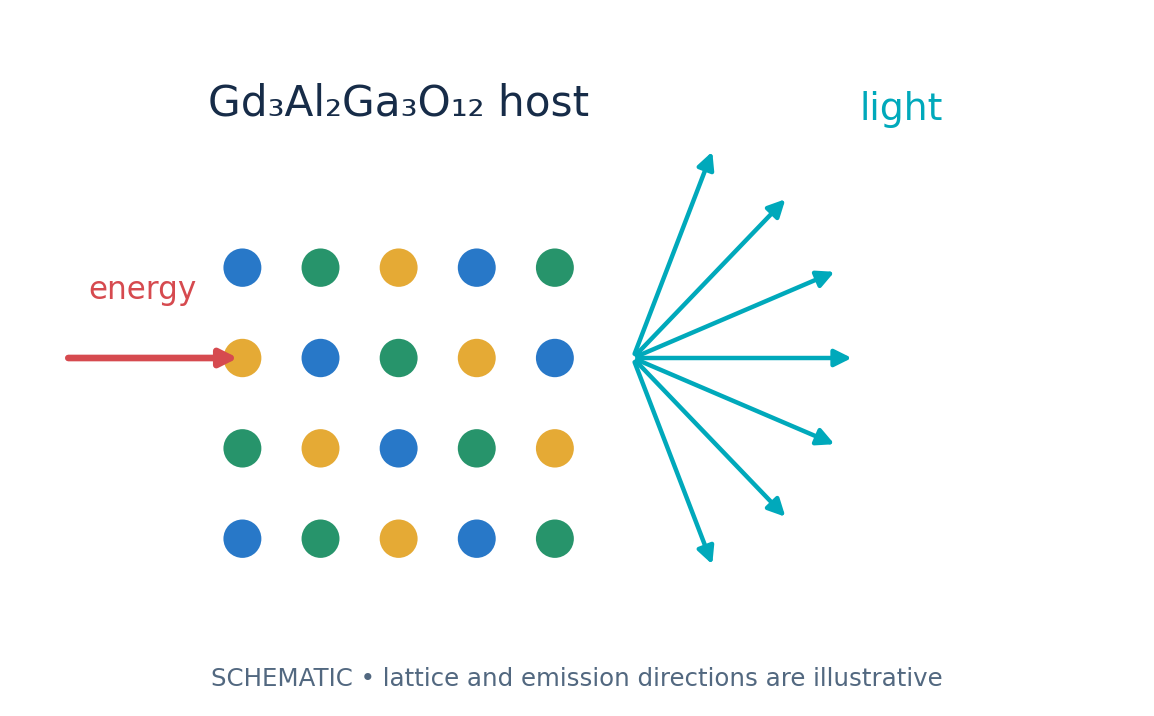 Gd₃Al₂Ga₃O₁₂ host
light
energy
SCHEMATIC • lattice and emission directions are illustrative